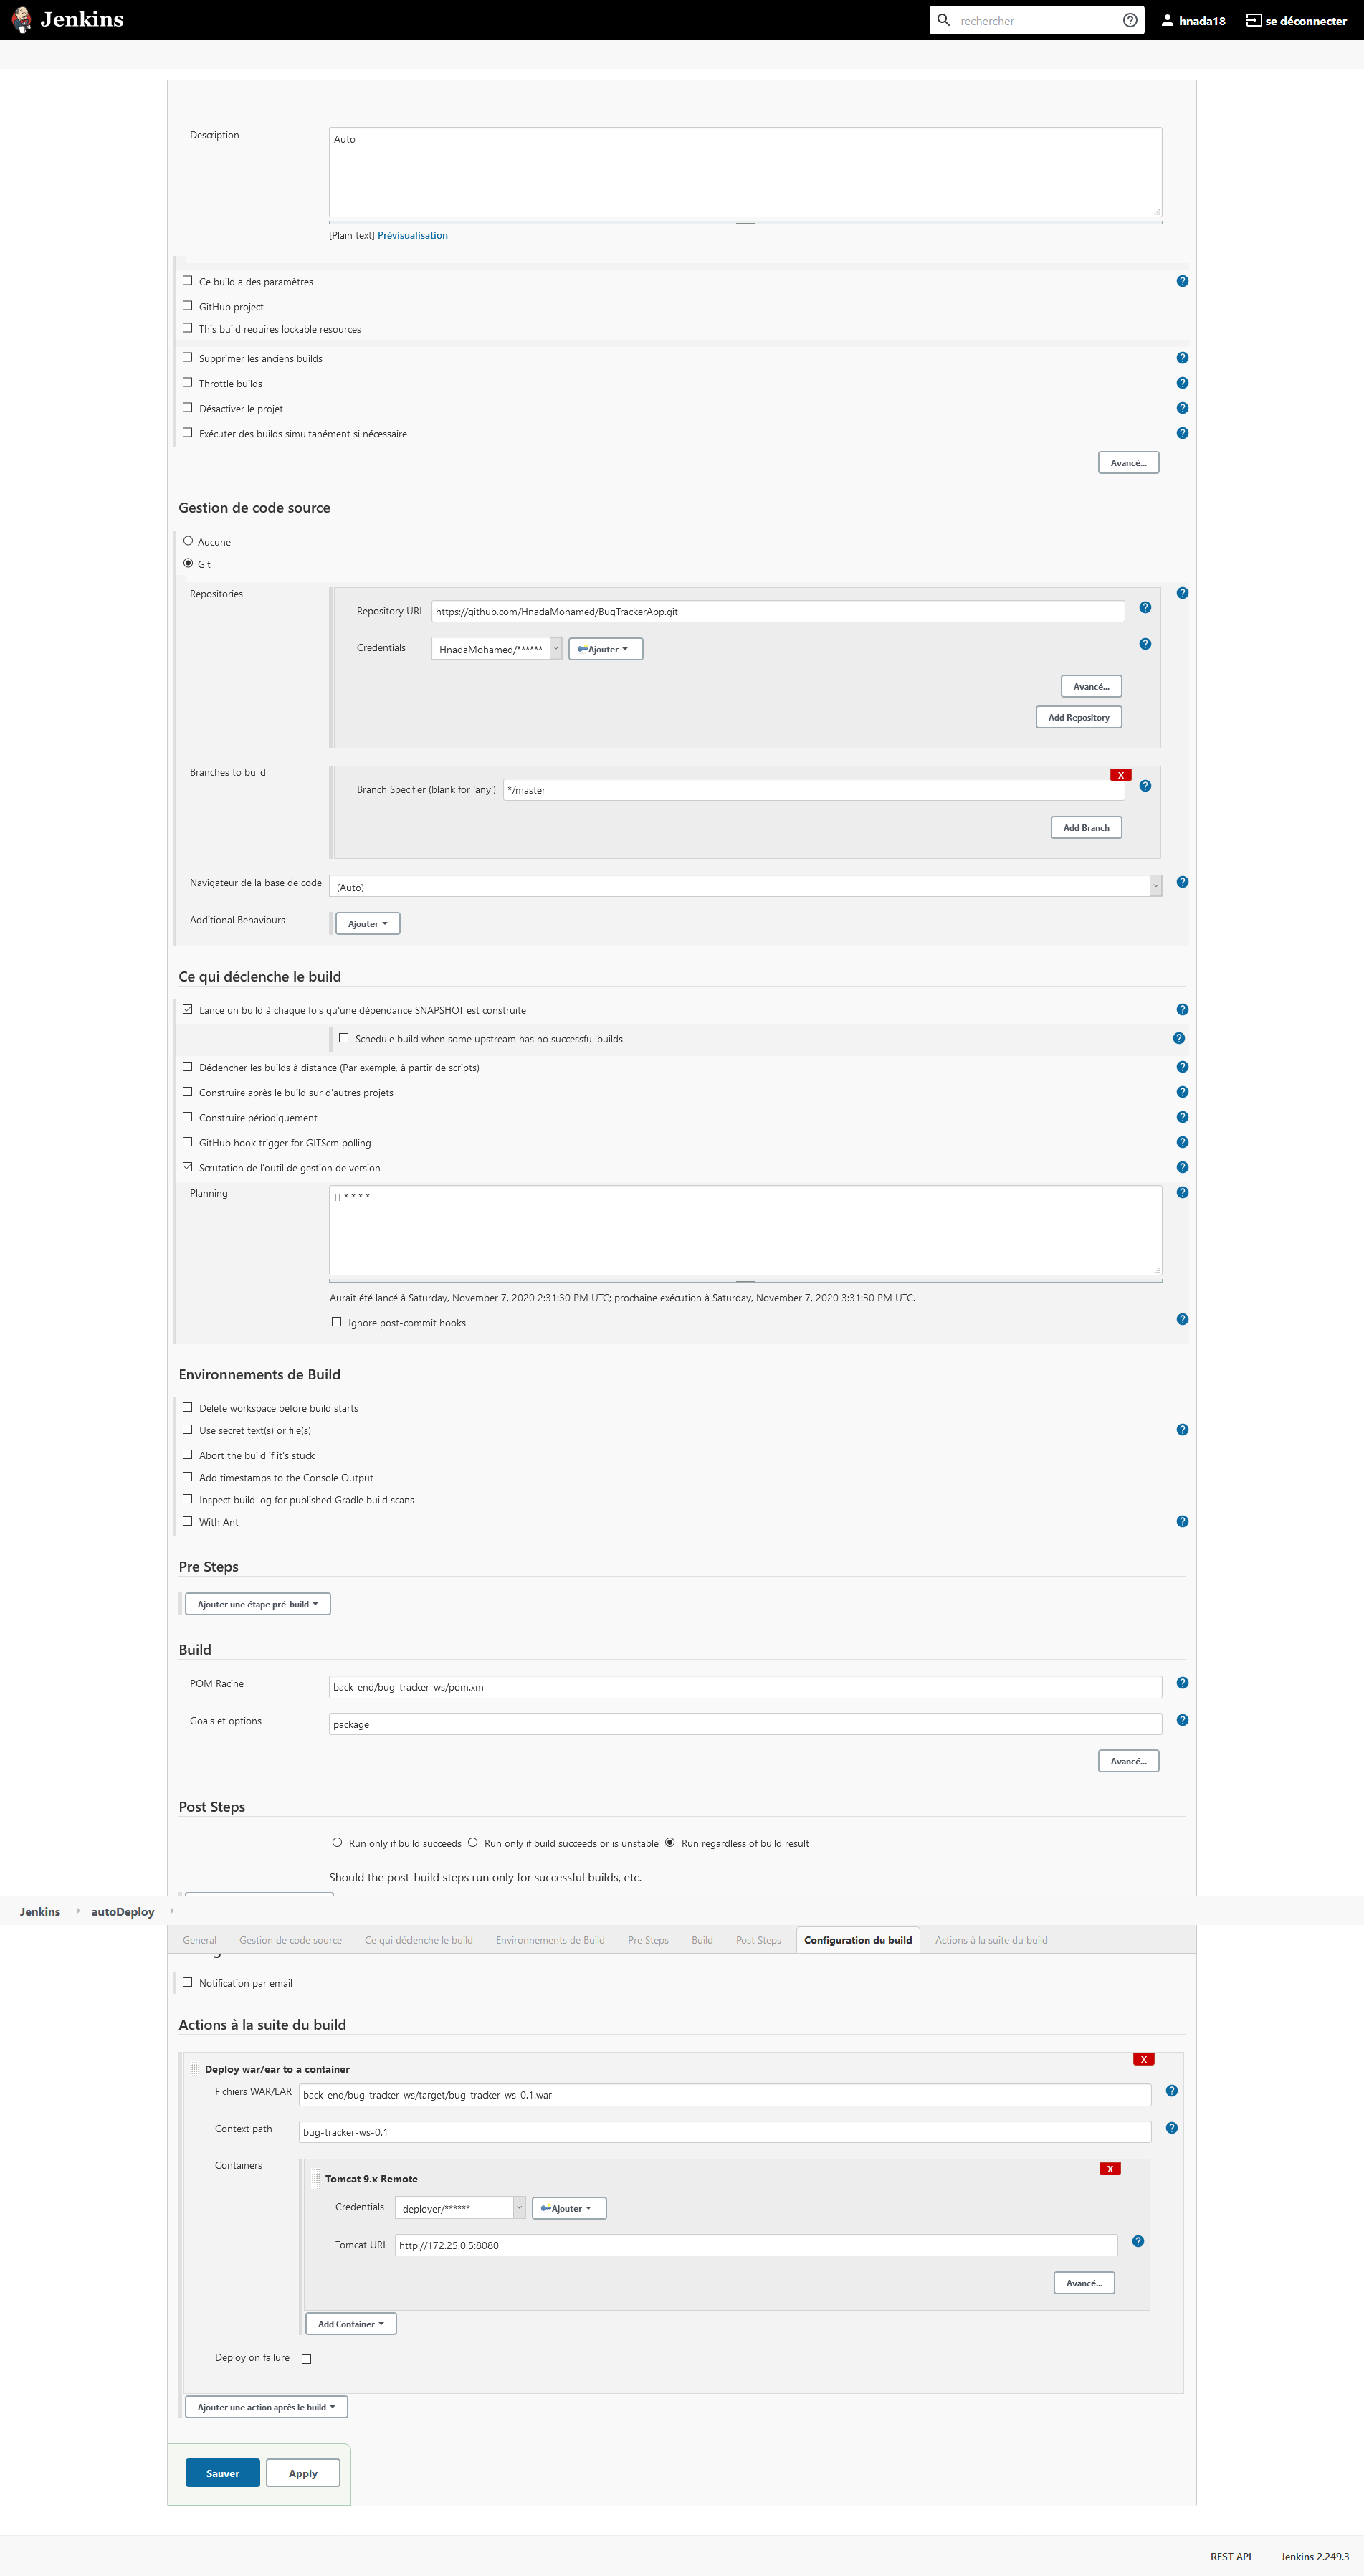 Jenkins
rechercher
hnada18
se déconnecter
Description
Auto
[Plain text] Prévisualisation
Ce build a des paramètres
GitHub project
This build requires lockable resources
Supprimer les anciens builds
Throttle builds
Désactiver le projet
Exécuter des builds simultanément si nécessaire
Avancé...
Gestion de code source
Aucune
Git
Repositories
Repository URL https://github.com/HnadaMohamed/BugTrackerApp.git
Credentials HnadaMohamed/****** Ajouter
Avancé...
Add Repository
Branches to build
X
Branch Specifier (blank for 'any') */master
Add Branch
Navigateur de la base de code (Auto)
Additional Behaviours Ajouter
Ce qui déclenche le build
Lance un build à chaque fois qu'une dépendance SNAPSHOT est construite
Schedule build when some upstream has no successful builds
Déclencher les builds à distance (Par exemple, à partir de scripts)
Construire après le build sur d'autres projets
Construire périodiquement
GitHub hook trigger for GITScm polling
Scrutation de l'outil de gestion de version
Planning H * * * *
Aurait été lancé à Saturday, November 7, 2020 2:31:30 PM UTC; prochaine exécution à Saturday, November 7, 2020 3:31:30 PM UTC.
Ignore post-commit hooks
Environnements de Build
Delete workspace before build starts
Use secret text(s) or file(s)
Abort the build if it's stuck
Add timestamps to the Console Output
Inspect build log for published Gradle build scans
With Ant
Pre Steps
Ajouter une étape pré-build
Build
POM Racine back-end/bug-tracker-ws/pom.xml
Goals et options package
Avancé...
Post Steps
Run only if build succeeds Run only if build succeeds or is unstable Run regardless of build result
Should the post-build steps run only for successful builds, etc.
Jenkins autoDeploy
General Gestion de code source Ce qui déclenche le build Environnements de Build Pre Steps Build Post Steps Configuration du build Actions à la suite du build
Configuration du build
Notification par email
Actions à la suite du build
X
Deploy war/ear to a container
Fichiers WAR/EAR back-end/bug-tracker-ws/target/bug-tracker-ws-0.1.war
Context path bug-tracker-ws-0.1
Containers
X
Tomcat 9.x Remote
Credentials deployer/****** Ajouter
Tomcat URL http://172.25.0.5:8080
Avancé...
Add Container
Deploy on failure
Ajouter une action après le build
Sauver Apply
REST API Jenkins 2.249.3